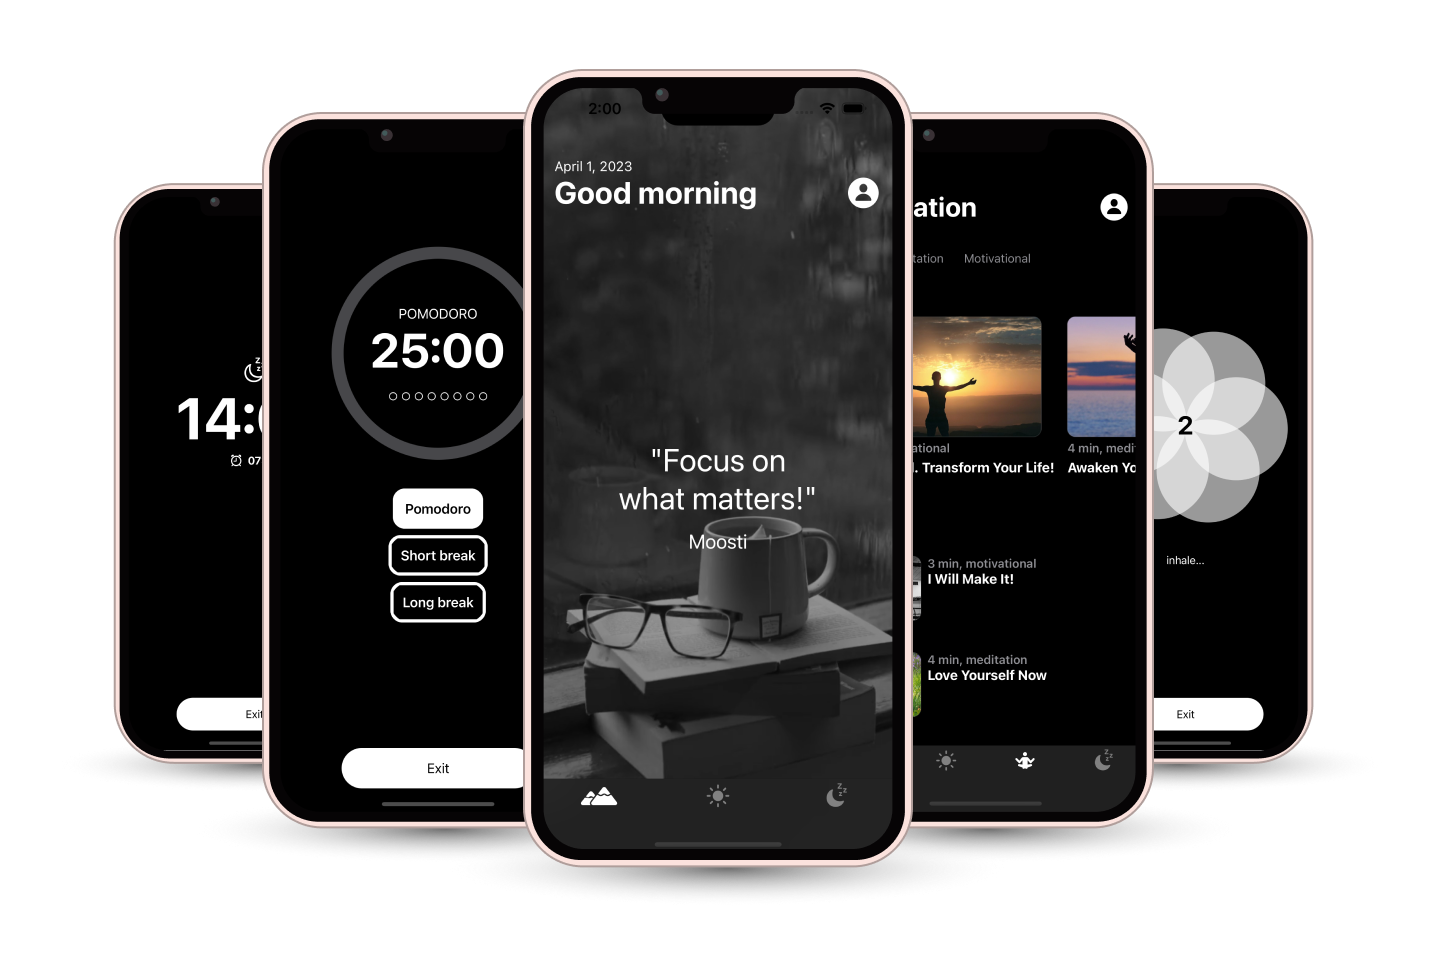 14:
07
Exit
POMODORO
25:00
Pomodoro
Short break
Long break
Exit
2:00
April 1, 2023
Good morning
"Focus on
what matters!"
Moosti
ation
tation Motivational
ational
. Transform Your Life!
4 min, medi
Awaken Yo
3 min, motivational
I Will Make It!
4 min, meditation
Love Yourself Now
2
inhale...
Exit